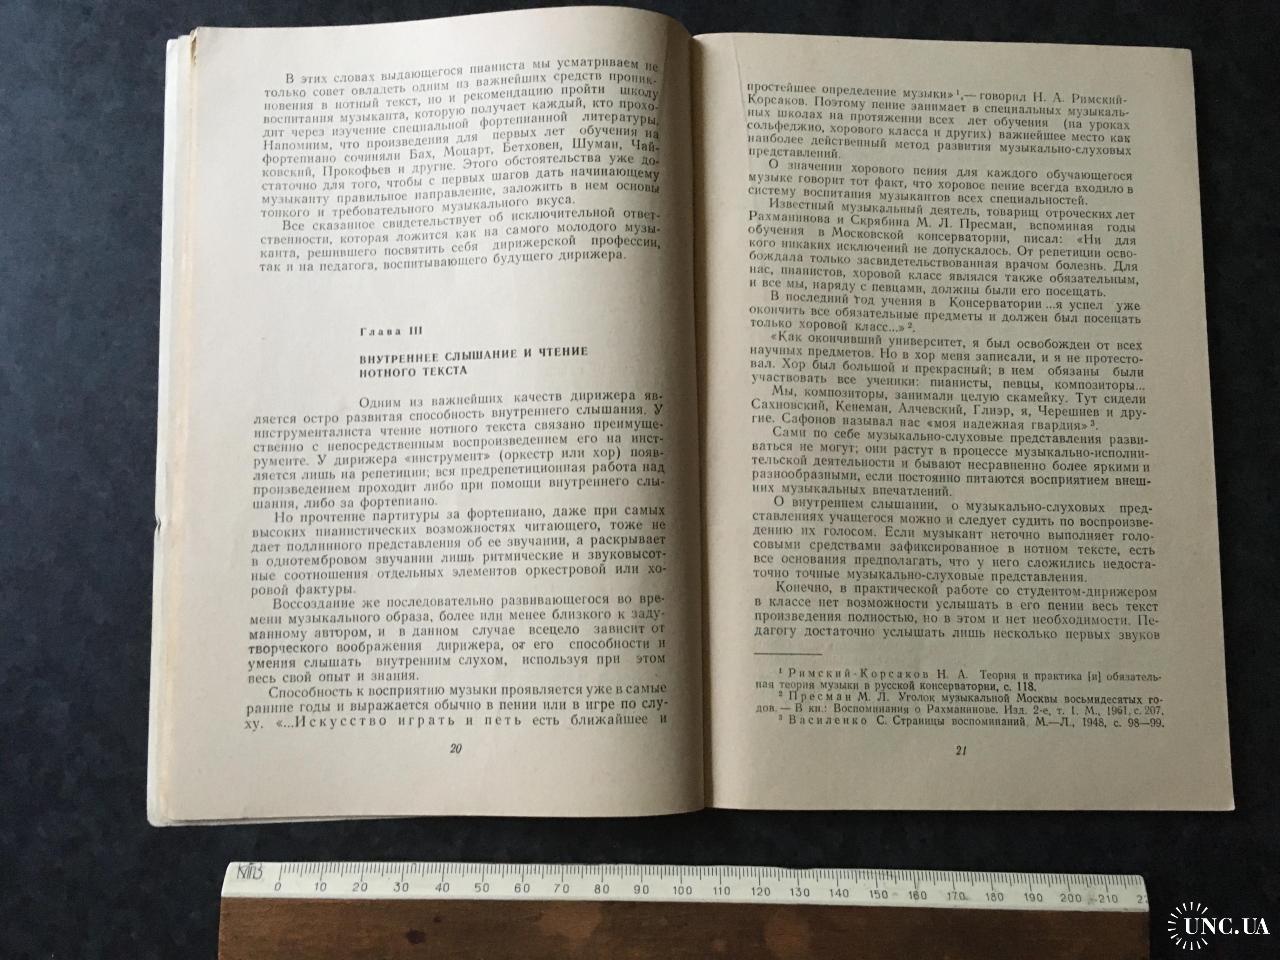 В этих словах выдающегося пианиста мы усматриваем не
только совет овладеть одним из важнейших средств проник-
новения в нотный текст, но и рекомендацию пройти школу
воспитания музыканта, которую получает каждый, кто прохо-
дит через изучение специальной фортепианной литературы.
Напомним, что произведения для первых лет обучения на
фортепиано сочиняли Бах, Моцарт, Бетховен, Шуман, Чай-
ковский, Прокофьев и другие. Этого обстоятельства уже до-
статочно для того, чтобы с первых шагов дать начинающему
музыканту правильное направление, заложить в нем основы
тонкого и требовательного музыкального вкуса.
Все сказанное свидетельствует об исключительной ответ-
ственности, которая ложится как на самого молодого музы-
канта, решившего посвятить себя дирижерской профессии,
так и на педагога, воспитывающего будущего дирижера.
Глава III
ВНУТРЕННЕЕ СЛЫШАНИЕ И ЧТЕНИЕ
НОТНОГО ТЕКСТА
Одним из важнейших качеств дирижера яв-
ляется остро развитая способность внутреннего слышания. У
инструменталиста чтение нотного текста связано преимуще-
ственно с непосредственным воспроизведением его на инст-
рументе. У дирижера «инструмент» (оркестр или хор) появ-
ляется лишь на репетиции; вся предрепетиционная работа над
произведением проходит либо при помощи внутреннего слы-
шания, либо за фортепиано.
Но прочтение партитуры за фортепиано, даже при самых
высоких пианистических возможностях читающего, тоже не
дает подлинного представления об ее звучании, а раскрывает
в однотембровом звучании лишь ритмические и звуковысот-
ные соотношения отдельных элементов оркестровой или хо-
ровой фактуры.
Воссоздание же последовательно развивающегося во вре-
мени музыкального образа, более или менее близкого к заду-
манному автором, и в данном случае всецело зависит от
творческого воображения дирижера, от его способности и
умения слышать внутренним слухом, используя при этом
весь свой опыт и знания.
Способность к восприятию музыки проявляется уже в самые
ранние годы и выражается обычно в пении или в игре по слу-
ху. «...Искусство играть и петь есть ближайшее и
20
простейшее определение музыки»¹,— говорил Н. А. Римский-
Корсаков. Поэтому пение занимает в специальных музыкаль-
ных школах на протяжении всех лет обучения (на уроках
сольфеджио, хорового класса и других) важнейшее место как
наиболее действенный метод развития музыкально-слуховых
представлений.
О значении хорового пения для каждого обучающегося
музыке говорит тот факт, что хоровое пение всегда входило в
систему воспитания музыкантов всех специальностей.
Известный музыкальный деятель, товарищ отроческих лет
Рахманинова и Скрябина М. Л. Пресман, вспоминая годы
обучения в Московской консерватории, писал: «Ни для
кого никаких исключений не допускалось. От репетиции осво-
бождала только засвидетельствованная врачом болезнь. Для
нас, пианистов, хоровой класс являлся также обязательным,
и все мы, наряду с певцами, должны были его посещать.
В последний год учения в Консерватории ...я успел уже
окончить все обязательные предметы и должен был посещать
только хоровой класс...»².
«Как окончивший университет, я был освобожден от всех
научных предметов. Но в хор меня записали, и я не протесто-
вал. Хор был большой и прекрасный; в нем обязаны были
участвовать все ученики: пианисты, певцы, композиторы...
Мы, композиторы, занимали целую скамейку. Тут сидели
Сахновский, Кенеман, Алчевский, Глиэр, я, Черешнев и дру-
гие. Сафонов называл нас «моя надежная гвардия»³.
Сами по себе музыкально-слуховые представления разви-
ваться не могут; они растут в процессе музыкально-исполни-
тельской деятельности и бывают несравненно более яркими и
разнообразными, если постоянно питаются восприятием внеш-
них музыкальных впечатлений.
О внутреннем слышании, о музыкально-слуховых пред-
ставлениях учащегося можно и следует судить по воспроизве-
дению их голосом. Если музыкант неточно выполняет голо-
совыми средствами зафиксированное в нотном тексте, есть
все основания предполагать, что у него сложились недоста-
точно точные музыкально-слуховые представления.
Конечно, в практической работе со студентом-дирижером
в классе нет возможности услышать в его пении весь текст
произведения полностью, но в этом и нет необходимости. Пе-
дагогу достаточно услышать лишь несколько первых звуков
¹ Римский-Корсаков Н. А. Теория и практика [и] обязатель-
ная теория музыки в русской консерватории, с. 118.
² Пресман М. Л. Уголок музыкальной Москвы восьмидесятых го-
дов. — В кн.: Воспоминания о Рахманинове. Изд. 2-е, т. I. М., 1961, с. 207.
³ Василенко С. Страницы воспоминаний. М.—Л., 1948, с. 98—99.
21
0 10 20 30 40 50 60 70 80 90 100 110 120 130 140 150 160 170 180 190 200 210
UNC.UA